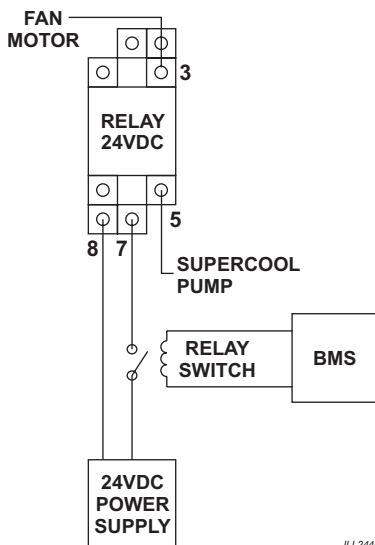 FAN
MOTOR
3
RELAY
24VDC
5
8 7
SUPERCOOL
PUMP
RELAY
SWITCH
BMS
24VDC
POWER
SUPPLY